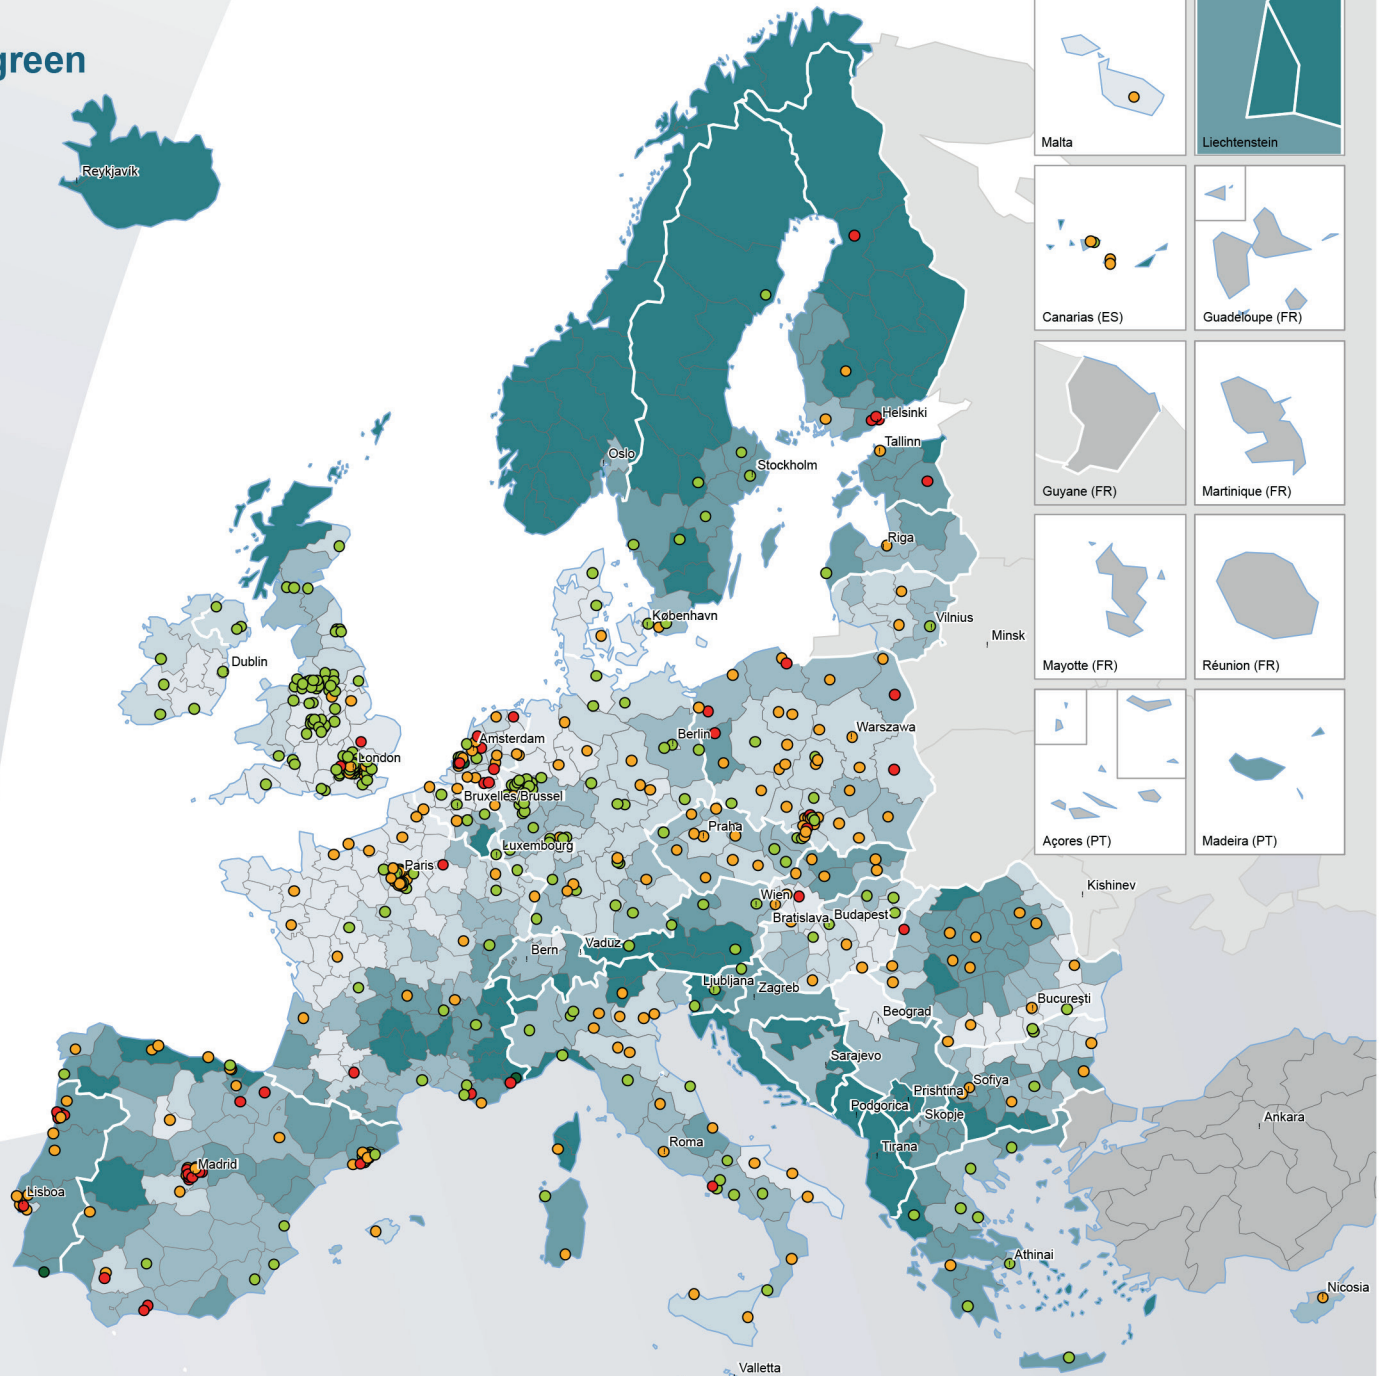 green
Reykjavík
Malta
Liechtenstein
Canarias (ES)
Guadeloupe (FR)
Helsinki
Tallinn
Oslo
Stockholm
Guyane (FR)
Martinique (FR)
Riga
København
Vilnius
Minsk
Dublin
Mayotte (FR)
Réunion (FR)
Amsterdam
Berlin
Warszawa
London
Bruxelles/Brussel
Praha
Luxembourg
Açores (PT)
Madeira (PT)
Paris
Kishinev
Wien
Bratislava
Budapest
Bern
Vaduz
Ljubljana
Zagreb
Bucureşti
Beograd
Sarajevo
Prishtina
Sofiya
Podgorica
Skopje
Ankara
Roma
Tirana
Madrid
Lisboa
Athinai
Nicosia
Valletta